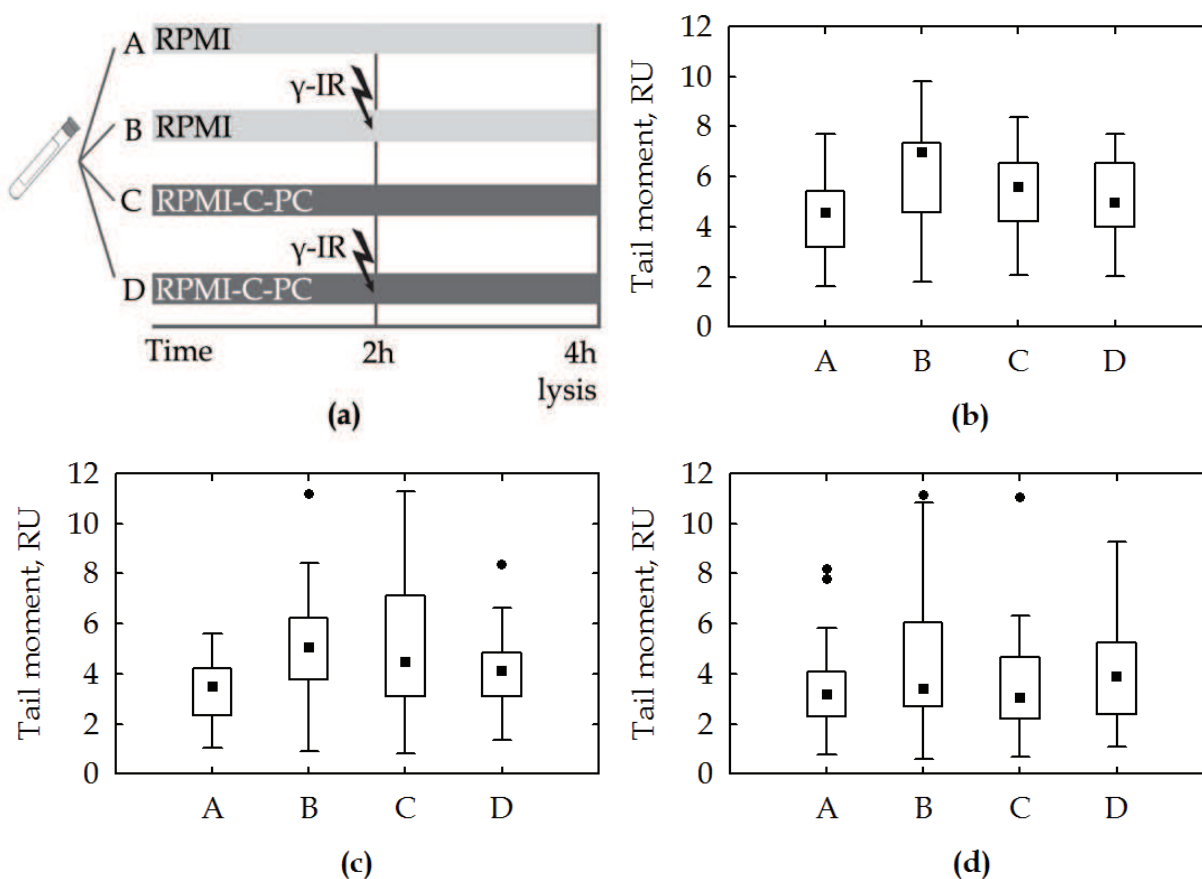 A RPMI
γ-IR
B RPMI
C RPMI-C-PC
γ-IR
D RPMI-C-PC
Time 2h 4h
lysis
(a)
Tail moment, RU
12
10
8
6
4
2
0
A B C D
(b)
Tail moment, RU
12
10
8
6
4
2
0
A B C D
(c)
Tail moment, RU
12
10
8
6
4
2
0
A B C D
(d)